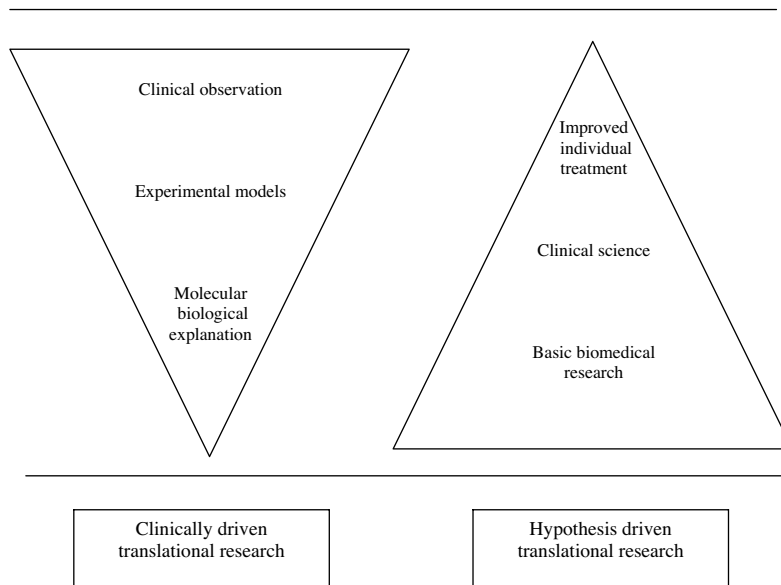 Clinical observation
Experimental models
Molecular
biological
explanation
Improved
individual
treatment
Clinical science
Basic biomedical
research
Clinically driven
translational research
Hypothesis driven
translational research